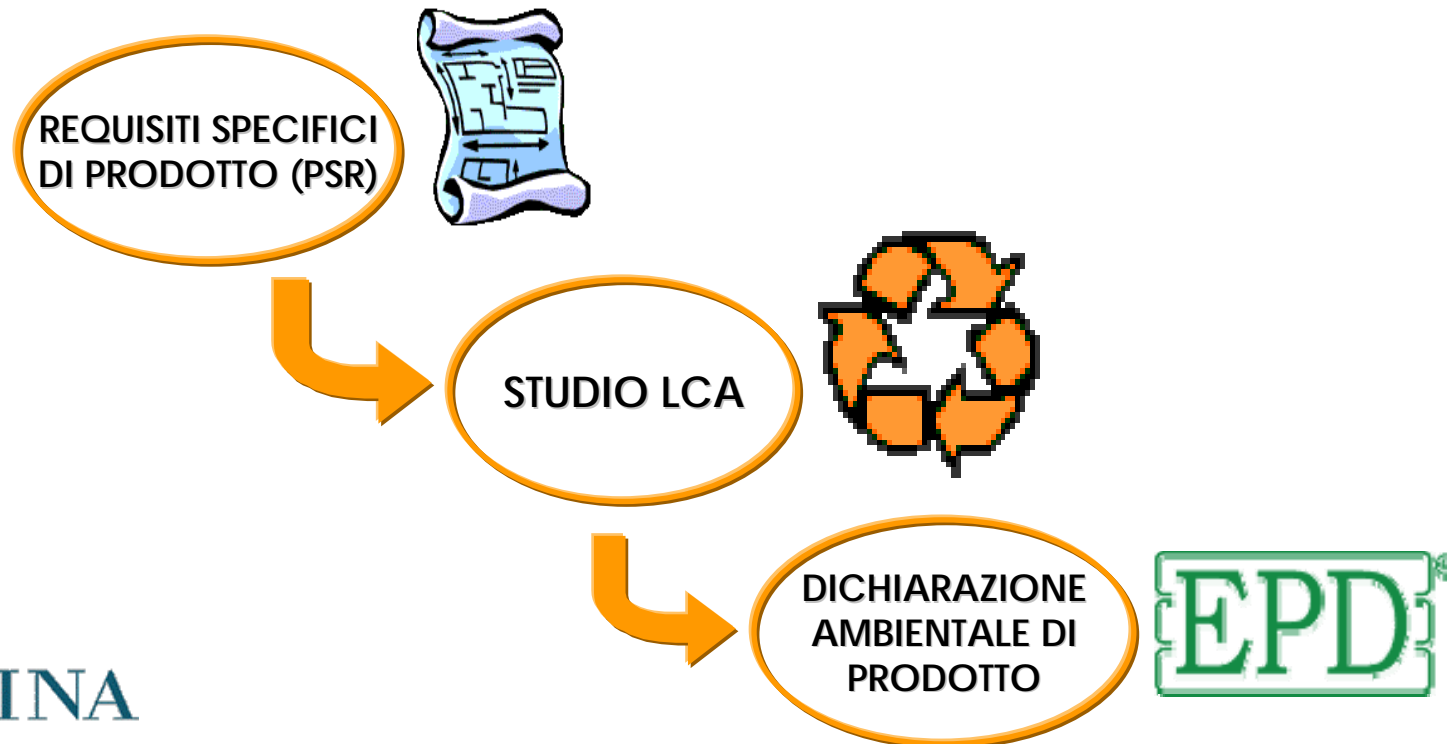 REQUISITI SPECIFICI
DI PRODOTTO (PSR)
STUDIO LCA
DICHIARAZIONE
AMBIENTALE DI
PRODOTTO
EPD®
INA